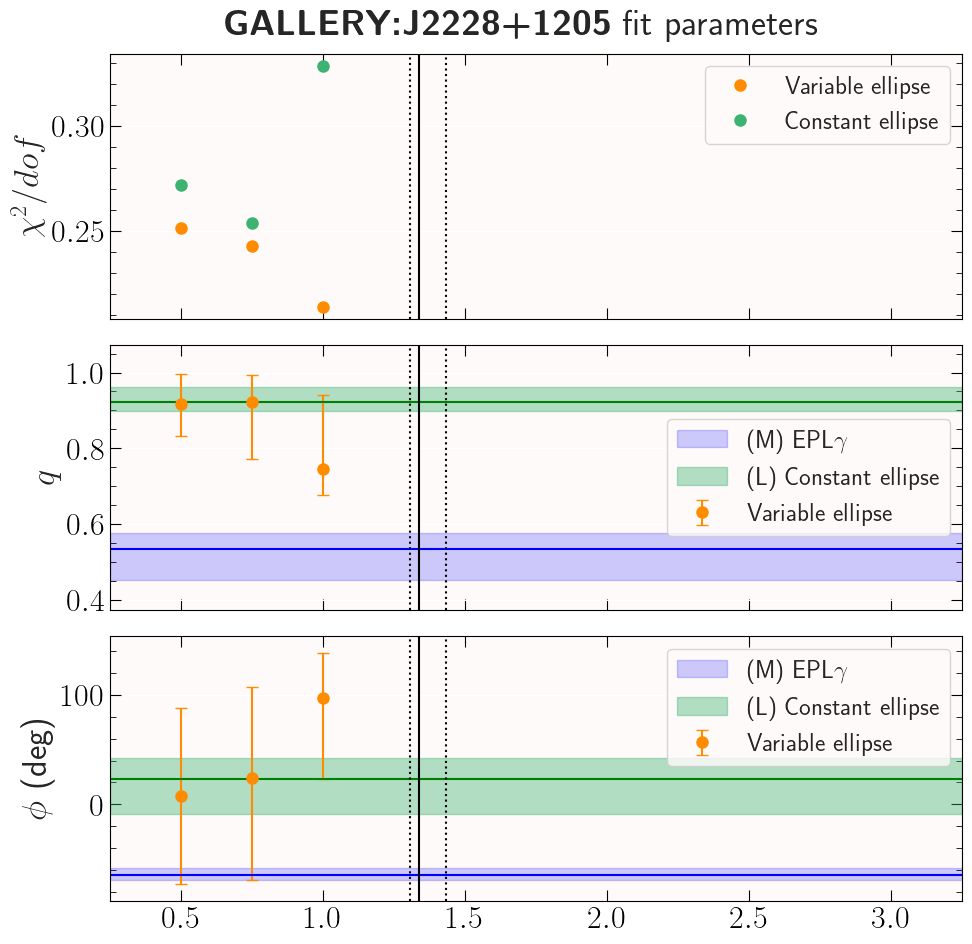 GALLERY:J2228+1205 fit parameters
χ²/dof
0.30
0.25
Variable ellipse
Constant ellipse
q
1.0
0.8
0.6
0.4
(M) EPLγ
(L) Constant ellipse
Variable ellipse
ϕ (deg)
100
0
(M) EPLγ
(L) Constant ellipse
Variable ellipse
0.5 1.0 1.5 2.0 2.5 3.0